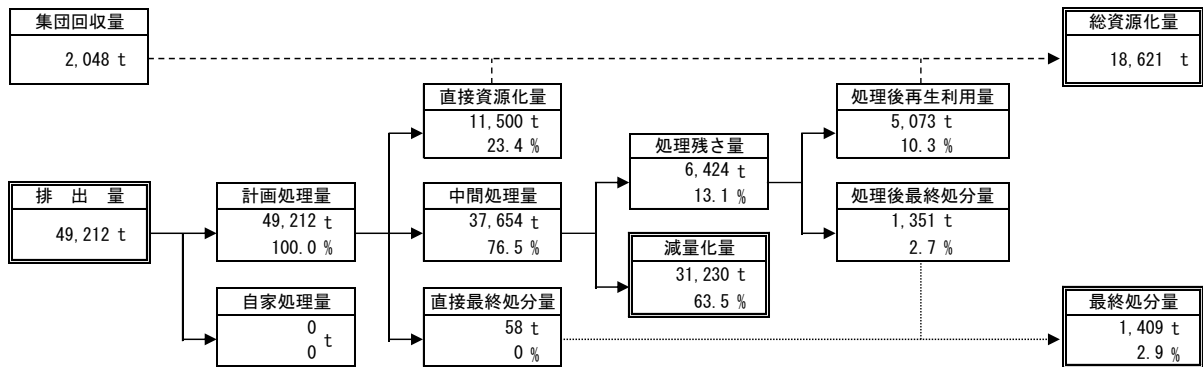 集団回収量
2,048 t
総資源化量
18,621 t
直接資源化量
11,500 t
23.4 %
処理後再生利用量
5,073 t
10.3 %
処理残さ量
6,424 t
13.1 %
排出量
49,212 t
計画処理量
49,212 t
100.0 %
中間処理量
37,654 t
76.5 %
処理後最終処分量
1,351 t
2.7 %
減量化量
31,230 t
63.5 %
自家処理量
0
t
0
直接最終処分量
58 t
0 %
最終処分量
1,409 t
2.9 %